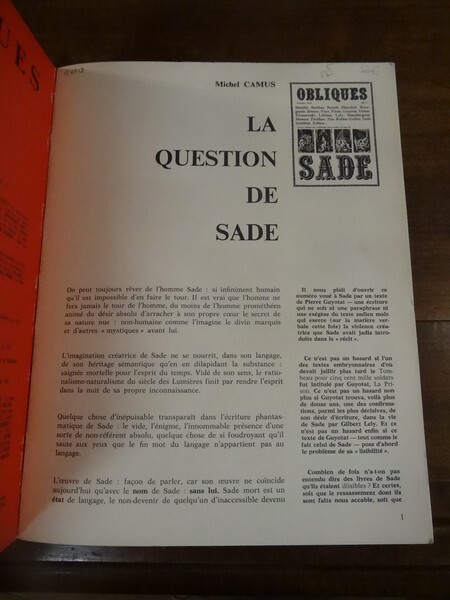 QUES
Michel CAMUS
LA
QUESTION
DE
SADE
OBLIQUES
SADE
On peut toujours rêver de l'homme Sade : si infiniment humain
qu'il est impossible d'en faire le tour. Il est vrai que l'homme ne
fera jamais le tour de l'homme, du moins de l'homme prométhéen
animé du désir absolu d'arracher à son propre cœur le secret de
sa nature nue : non-humaine comme l'imagine le divin marquis
et d'autres « mystiques » avant lui.
L'imagination créatrice de Sade ne se nourrit, dans son langage,
de son héritage sémantique qu'en en dilapidant la substance :
saignée mortelle pour l'esprit du temps. Vidé de son sens, le ratio-
nalisme-naturalisme du siècle des Lumières finit par rendre l'esprit
dans la nuit de sa propre inconnaissance.
Quelque chose d'inépuisable transparaît dans l'écriture phantas-
matique de Sade : le vide, l'énigme, l'innommable présence d'une
sorte de non-référent absolu, quelque chose de si foudroyant qu'il
saute aux yeux que le fin mot du langage n'appartient pas au
langage.
L'œuvre de Sade : façon de parler, car son œuvre ne coïncide
aujourd'hui qu'avec le nom de Sade : sans lui. Sade mort est un
état de langage, le non-devenir de quelqu'un d'inaccessible devenu
Il nous plaît d'ouvrir ce
numéro voué à Sade par un texte
de Pierre Guyotat — une écriture
qui ne soit ni une paraphrase ni
une exégèse du texte sadien mais
qui exerce (sur la matière ver-
bale cette fois) la violence créa-
trice que Sade avait jadis intro-
duite dans le « récit ».
Ce n'est pas un hasard si l'un
des textes embryonnaires d'où
devait jaillir plus tard le Tom-
beau pour cinq cent mille soldats
fut intitulé par Guyotat, La Pri-
son. Ce n'est pas un hasard non
plus si Guyotat trouva, voilà plus
de douze ans, une des confirma-
tions, parmi les plus décisives, de
son désir d'écriture, dans la vie
de Sade par Gilbert Lely. Et ce
n'est pas un hasard enfin si ce
texte de Guyotat — tout comme
le fait celui de Sade — pose d'a-
bord le problème de sa « lisibilité ».
Combien de fois n'a-t-on pas
entendu dire des livres de Sade
qu'ils étaient illisibles ? Et certes,
soit que le ressassement dont ils
sont faits nous accable, soit que
1